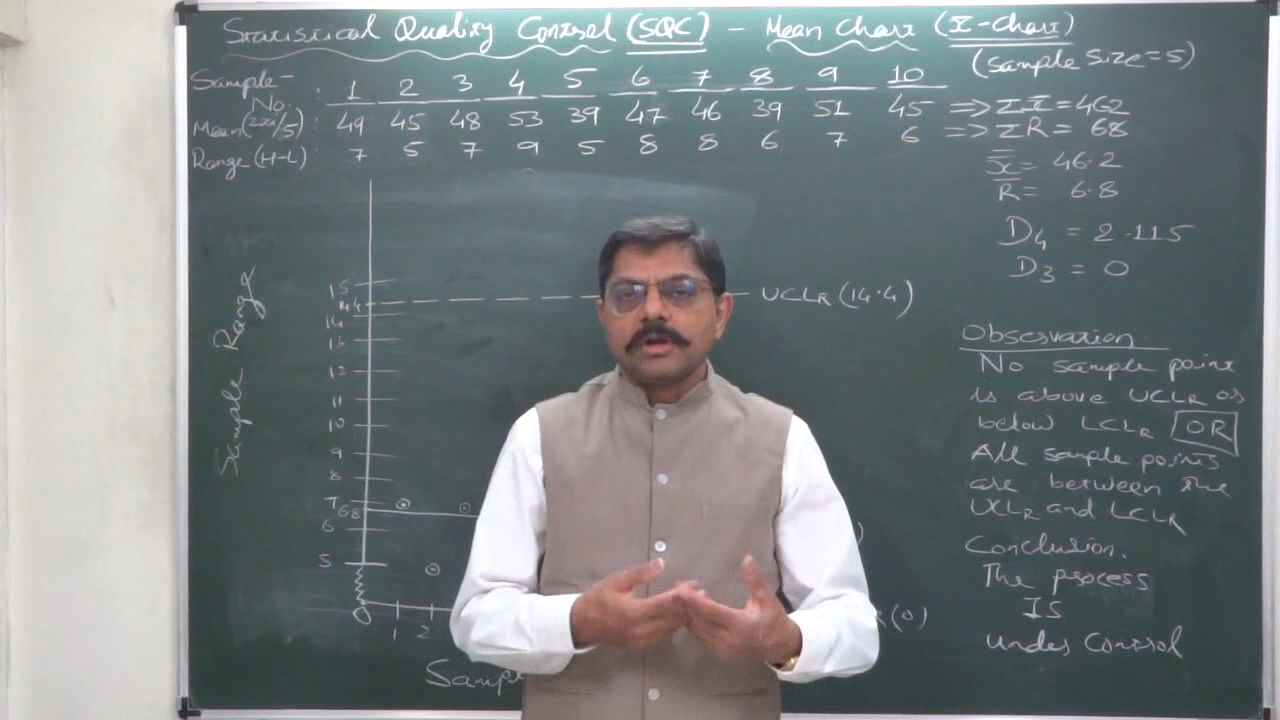 Statistical Quality Control (SQC) - Mean Chart (X̄-Chart)
(Sample Size=5)
Sample-No. : 1 2 3 4 5 6 7 8 9 10
Mean(Σxi/5) : 49 45 48 53 39 47 46 39 51 45 => Σx̄=462
Range(H-L) : 7 5 7 9 5 8 8 6 7 6 => ΣR= 68
x̿= 46.2
R̄= 6.8
D4 = 2.115
D3 = 0
Sample Range
15
14.4
14
13
12
11
10
9
8
7
6.8
6
5
0
1 2
UCLR(14.4)
R(0)
Observation
No sample point
is above UCLR or
below LCLR OR
All sample points
are between the
UCLR and LCLR
Conclusion.
The process
Is
under Control